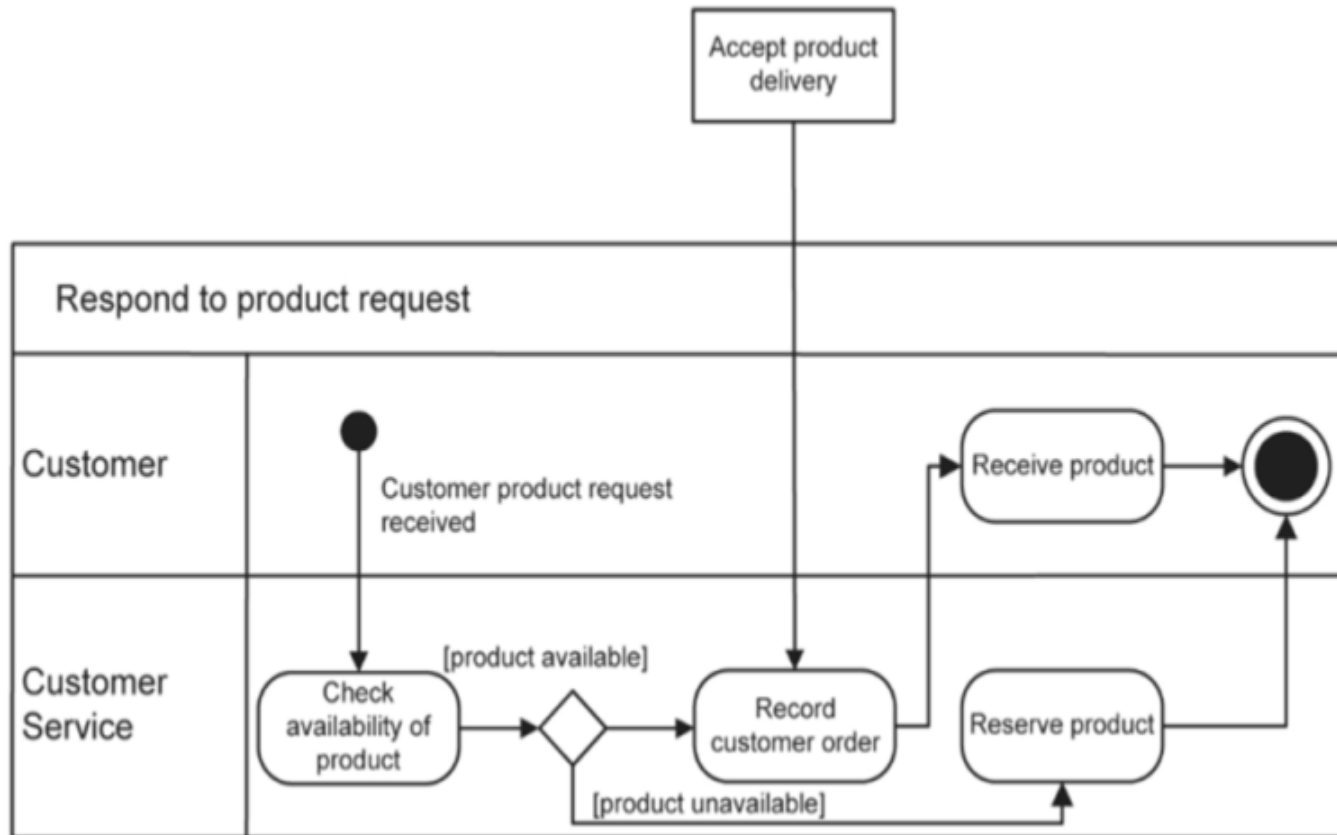 Accept product
delivery
Respond to product request
Customer
Customer product request
received
Receive product
Customer
Service
Check
availability of
product
[product available]
Record
customer order
[product unavailable]
Reserve product